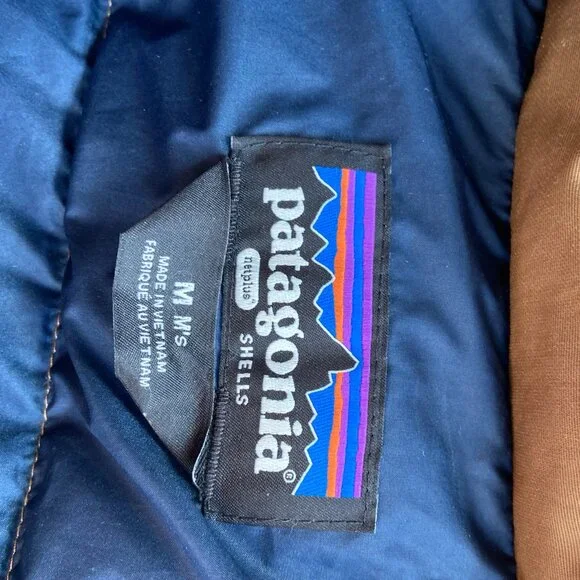 patagonia®
netplus® SHELLS
M M's
MADE IN VIETNAM
FABRIQUÉ AU VIETNAM